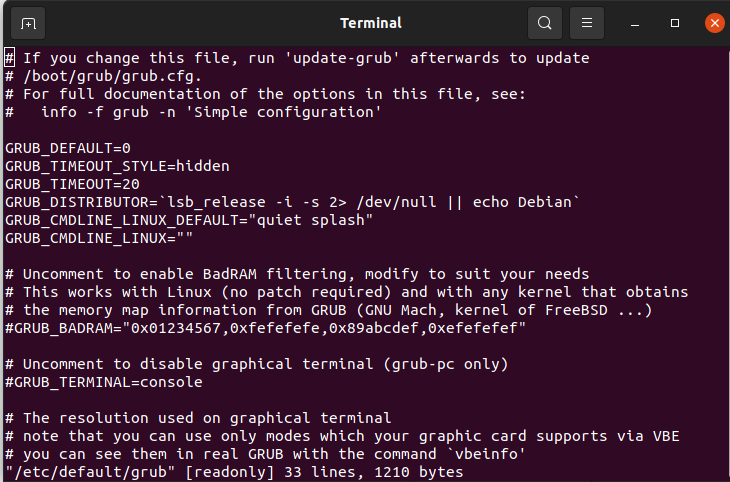 Terminal
# If you change this file, run 'update-grub' afterwards to update
# /boot/grub/grub.cfg.
# For full documentation of the options in this file, see:
#   info -f grub -n 'Simple configuration'

GRUB_DEFAULT=0
GRUB_TIMEOUT_STYLE=hidden
GRUB_TIMEOUT=20
GRUB_DISTRIBUTOR=`lsb_release -i -s 2> /dev/null || echo Debian`
GRUB_CMDLINE_LINUX_DEFAULT="quiet splash"
GRUB_CMDLINE_LINUX=""

# Uncomment to enable BadRAM filtering, modify to suit your needs
# This works with Linux (no patch required) and with any kernel that obtains
# the memory map information from GRUB (GNU Mach, kernel of FreeBSD ...)
#GRUB_BADRAM="0x01234567,0xfefefefe,0x89abcdef,0xefefefef"

# Uncomment to disable graphical terminal (grub-pc only)
#GRUB_TERMINAL=console

# The resolution used on graphical terminal
# note that you can use only modes which your graphic card supports via VBE
# you can see them in real GRUB with the command `vbeinfo'
"/etc/default/grub" [readonly] 33 lines, 1210 bytes